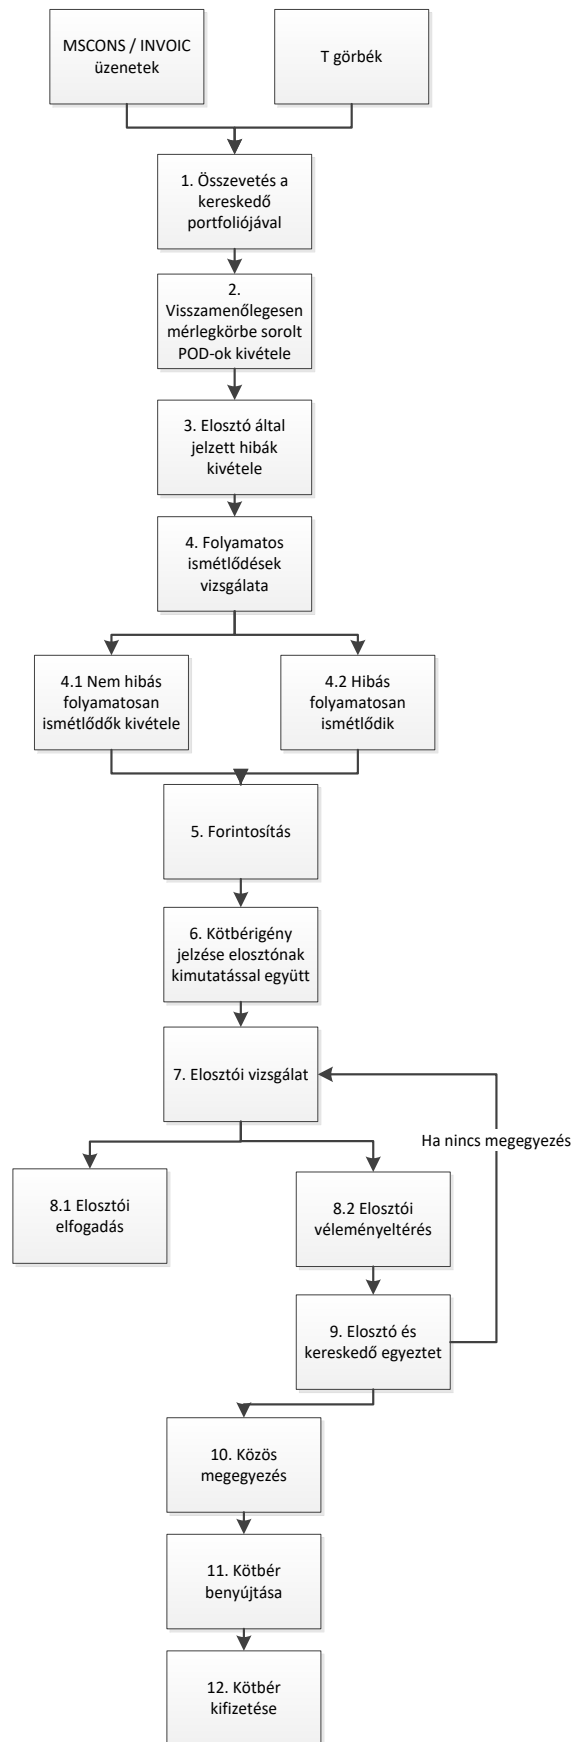 MSCONS / INVOIC
üzenetek
T görbék
1. Összevetés a
kereskedő
portfoliójával
2.
Visszamenőlegesen
mérlegkörbe sorolt
POD-ok kivétele
3. Elosztó által
jelzett hibák
kivétele
4. Folyamatos
ismétlődések
vizsgálata
4.1 Nem hibás
folyamatosan
ismétlődők kivétele
4.2 Hibás
folyamatosan
ismétlődik
5. Forintosítás
6. Kötbérigény
jelzése elosztónak
kimutatással együtt
7. Elosztói vizsgálat
Ha nincs megegyezés
8.1 Elosztói
elfogadás
8.2 Elosztói
véleményeltérés
9. Elosztó és
kereskedő egyeztet
10. Közös
megegyezés
11. Kötbér
benyújtása
12. Kötbér
kifizetése